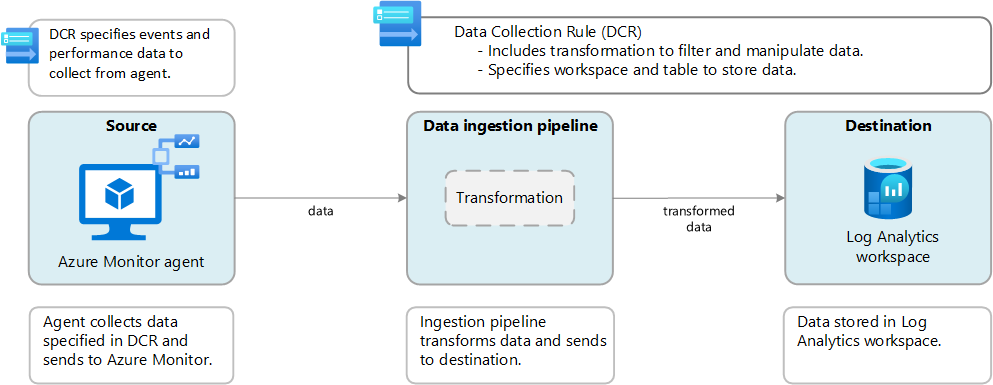 DCR specifies events and
performance data to
collect from agent.
Data Collection Rule (DCR)
- Includes transformation to filter and manipulate data.
- Specifies workspace and table to store data.
Source
Azure Monitor agent
data
Data ingestion pipeline
Transformation
transformed
data
Destination
Log Analytics
workspace
Agent collects data
specified in DCR and
sends to Azure Monitor.
Ingestion pipeline
transforms data and sends
to destination.
Data stored in Log
Analytics workspace.